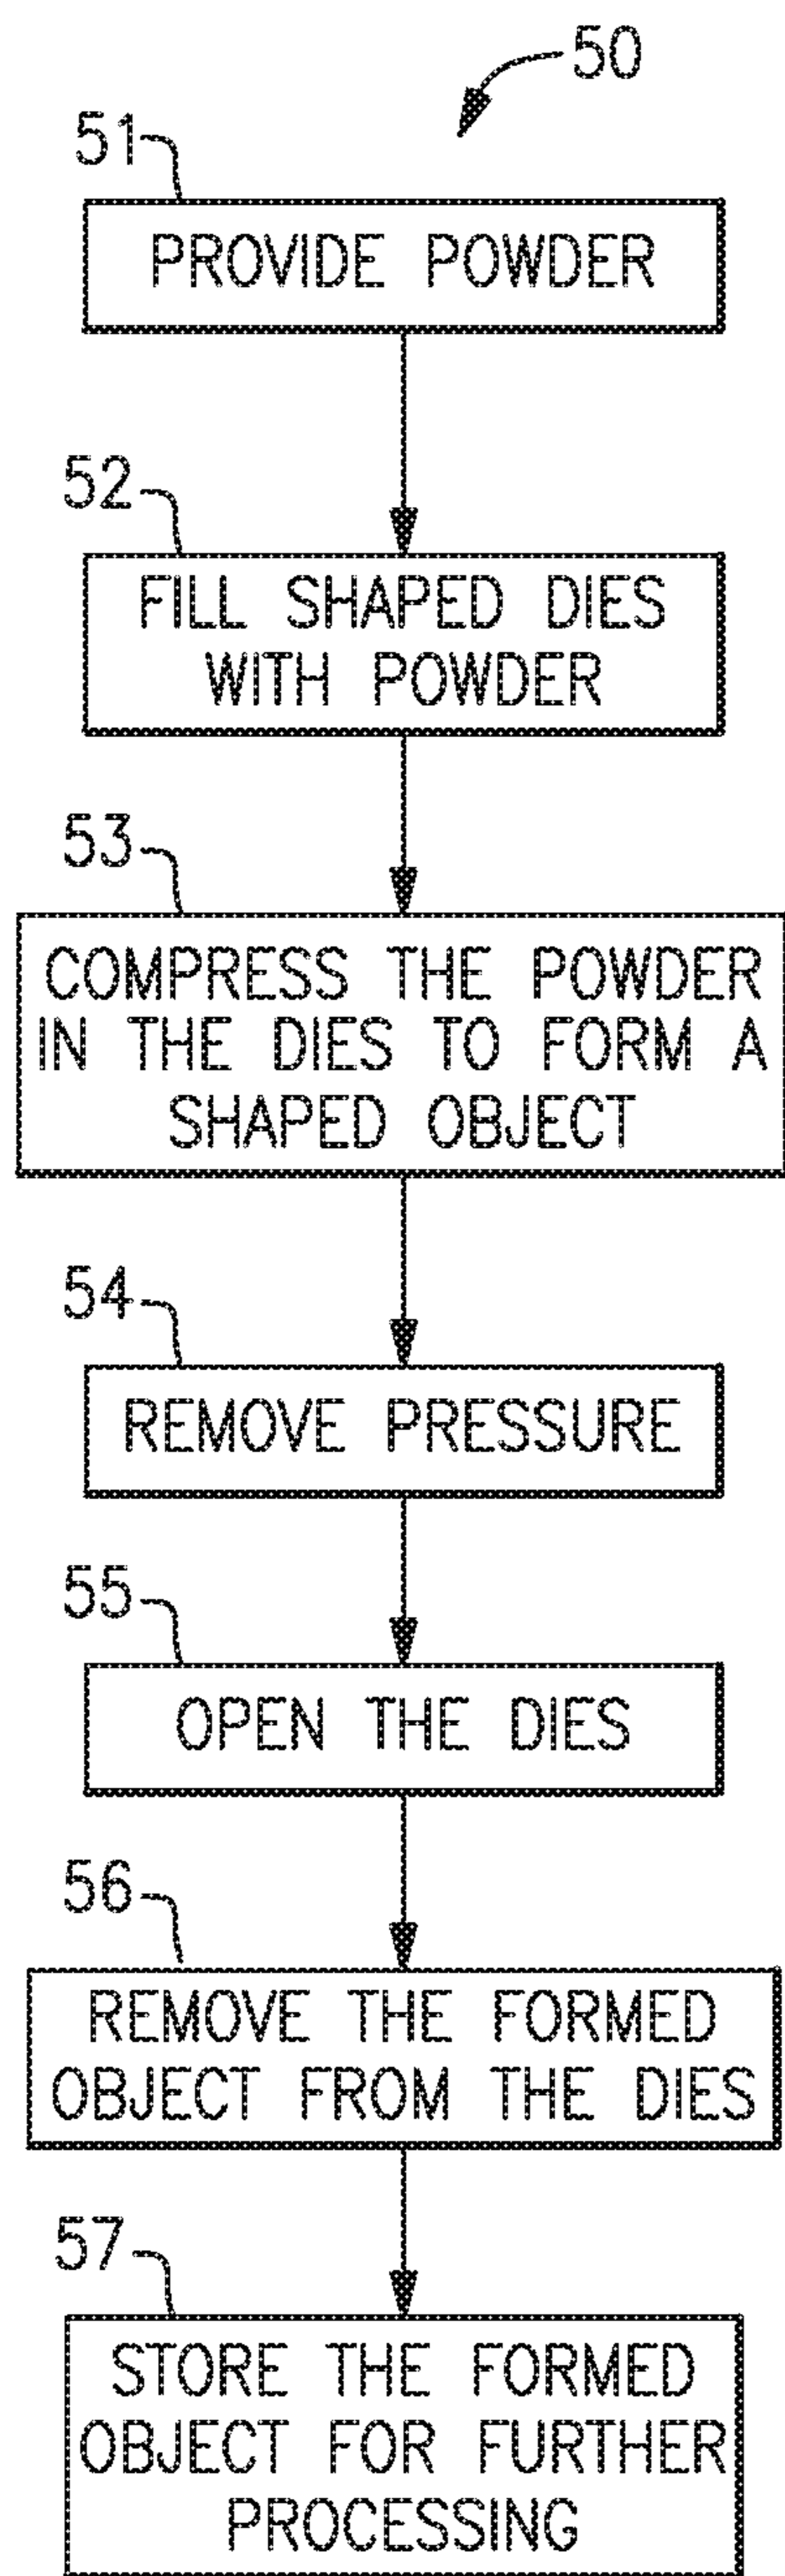 50
51
PROVIDE POWDER
52
FILL SHAPED DIES
WITH POWDER
53
COMPRESS THE POWDER
IN THE DIES TO FORM A
SHAPED OBJECT
54
REMOVE PRESSURE
55
OPEN THE DIES
56
REMOVE THE FORMED
OBJECT FROM THE DIES
57
STORE THE FORMED
OBJECT FOR FURTHER
PROCESSING